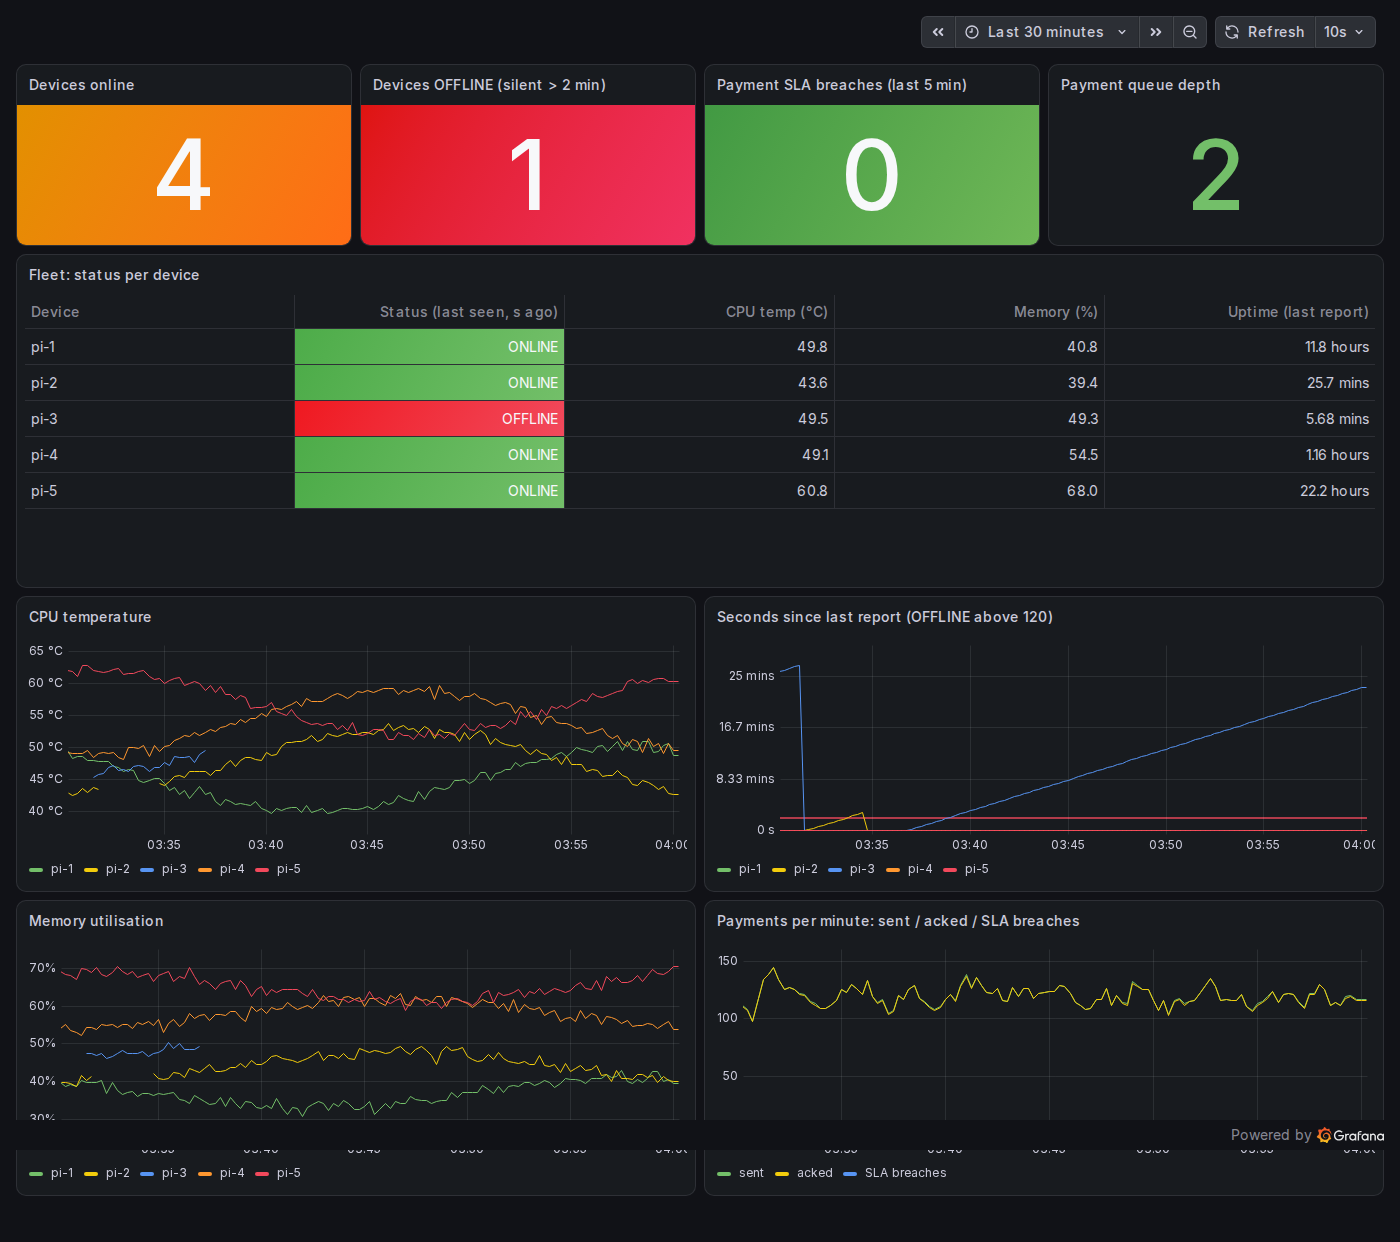 Last 30 minutes Refresh 10s
Devices online
4
Devices OFFLINE (silent > 2 min)
1
Payment SLA breaches (last 5 min)
0
Payment queue depth
2
Fleet: status per device
Device Status (last seen, s ago) CPU temp (°C) Memory (%) Uptime (last report)
pi-1 ONLINE 49.8 40.8 11.8 hours
pi-2 ONLINE 43.6 39.4 25.7 mins
pi-3 OFFLINE 49.5 49.3 5.68 mins
pi-4 ONLINE 49.1 54.5 1.16 hours
pi-5 ONLINE 60.8 68.0 22.2 hours
CPU temperature
65 °C
60 °C
55 °C
50 °C
45 °C
40 °C
03:35 03:40 03:45 03:50 03:55 04:00
pi-1 pi-2 pi-3 pi-4 pi-5
Seconds since last report (OFFLINE above 120)
25 mins
16.7 mins
8.33 mins
0 s
03:35 03:40 03:45 03:50 03:55 04:00
pi-1 pi-2 pi-3 pi-4 pi-5
Memory utilisation
70%
60%
50%
40%
30%
pi-1 pi-2 pi-3 pi-4 pi-5
Payments per minute: sent / acked / SLA breaches
150
100
50
Powered by Grafana
sent acked SLA breaches